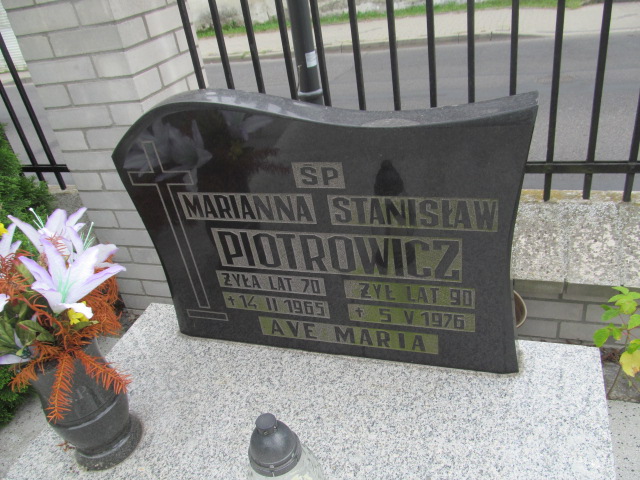 ŚP
MARIANNA STANISŁAW
PIOTROWICZ
ŻYŁA LAT 70 ŻYŁ LAT 90
+ 14 II 1965 + 5 V 1976
AVE MARIA